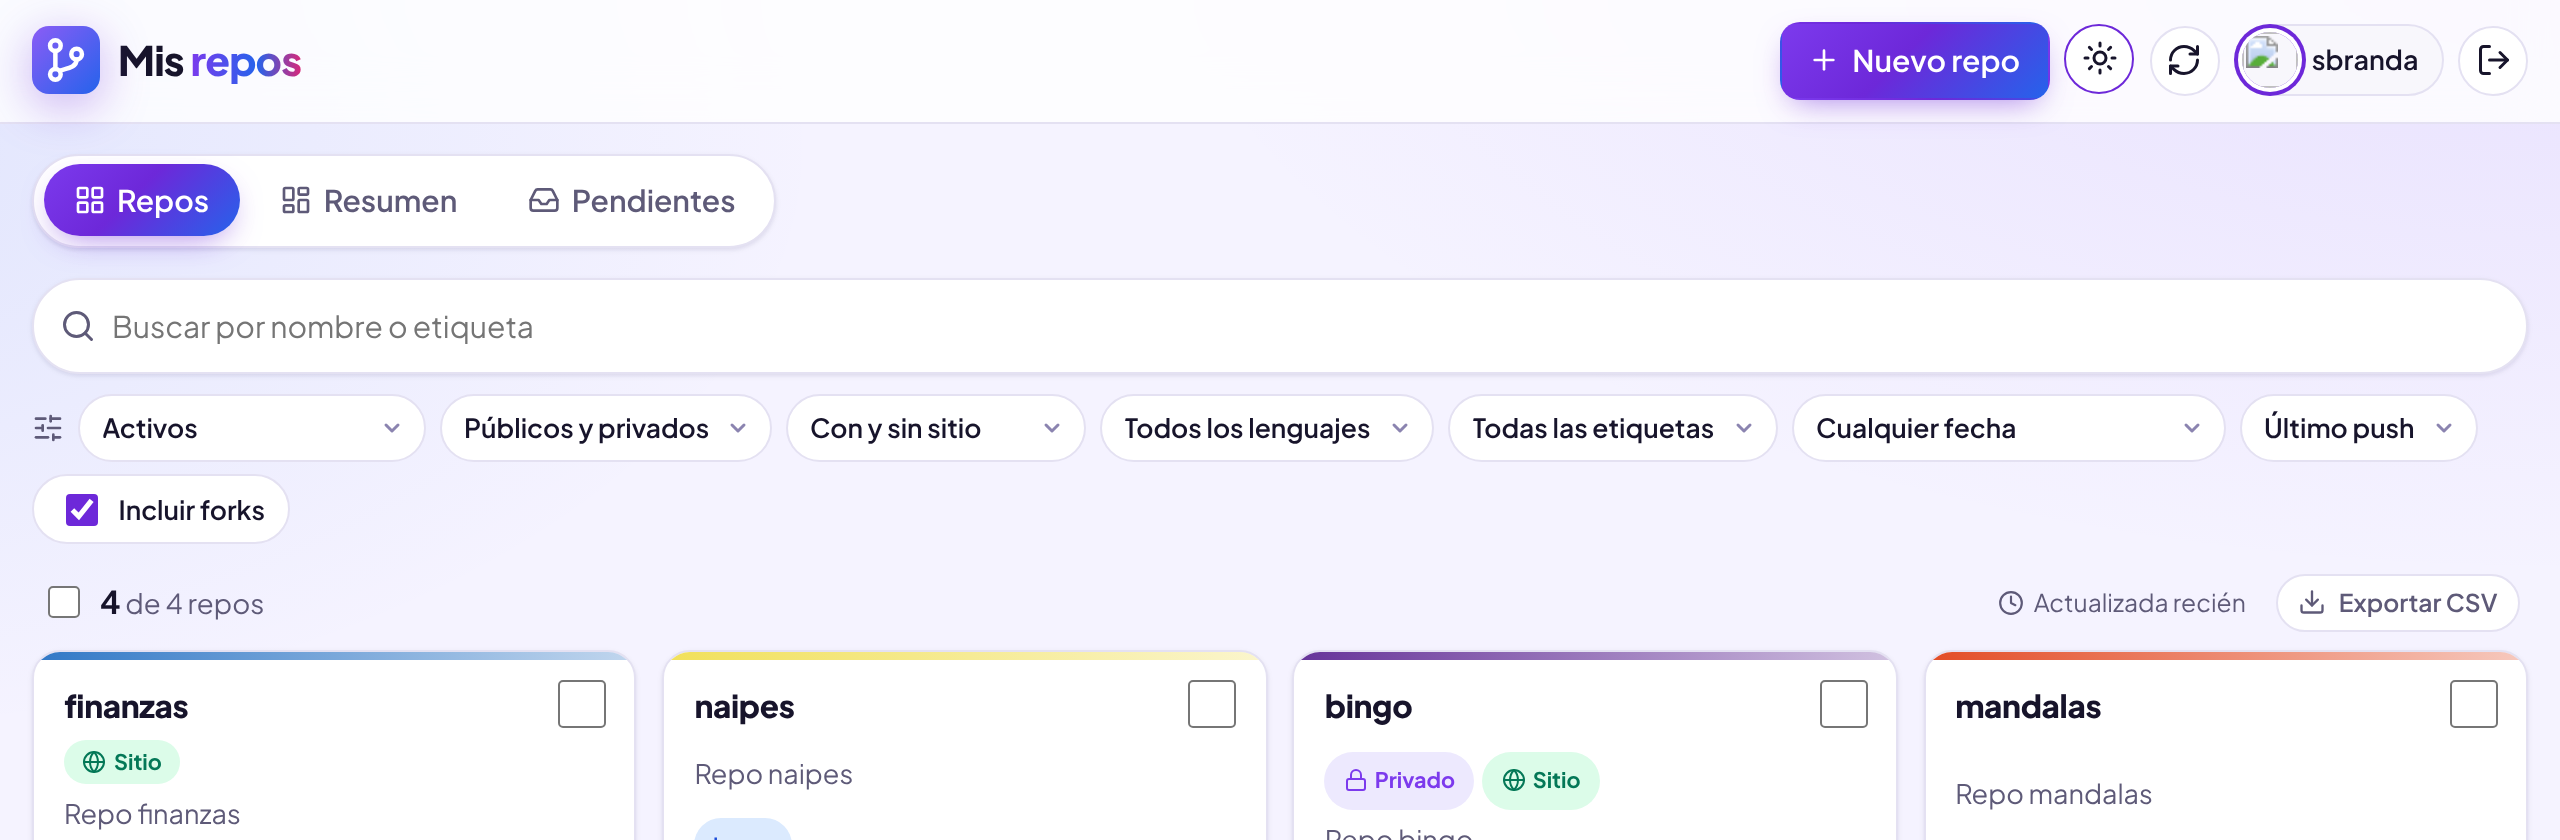 Mis repos
Nuevo repo
sbranda
Repos
Resumen
Pendientes
Buscar por nombre o etiqueta
Activos
Públicos y privados
Con y sin sitio
Todos los lenguajes
Todas las etiquetas
Cualquier fecha
Último push
Incluir forks
4 de 4 repos
Actualizada recién
Exportar CSV
finanzas
Sitio
Repo finanzas
naipes
Repo naipes
bingo
Privado
Sitio
Repo bingo
mandalas
Repo mandalas